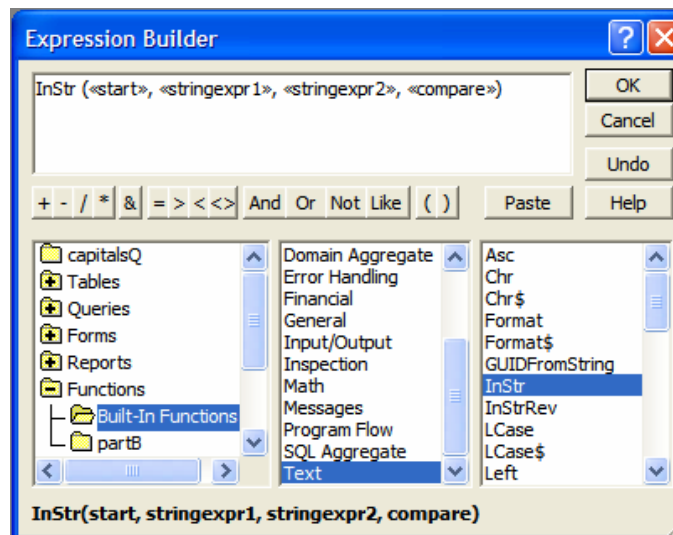 Expression Builder
?
InStr («start», «stringexpr1», «stringexpr2», «compare»)
OK
Cancel
Undo
+ - / * & = > < <> And Or Not Like ( ) Paste Help
capitalsQ
Tables
Queries
Forms
Reports
Functions
Built-In Functions
partB
Domain Aggregate
Error Handling
Financial
General
Input/Output
Inspection
Math
Messages
Program Flow
SQL Aggregate
Text
Asc
Chr
Chr$
Format
Format$
GUIDFromString
InStr
InStrRev
LCase
LCase$
Left
InStr(start, stringexpr1, stringexpr2, compare)